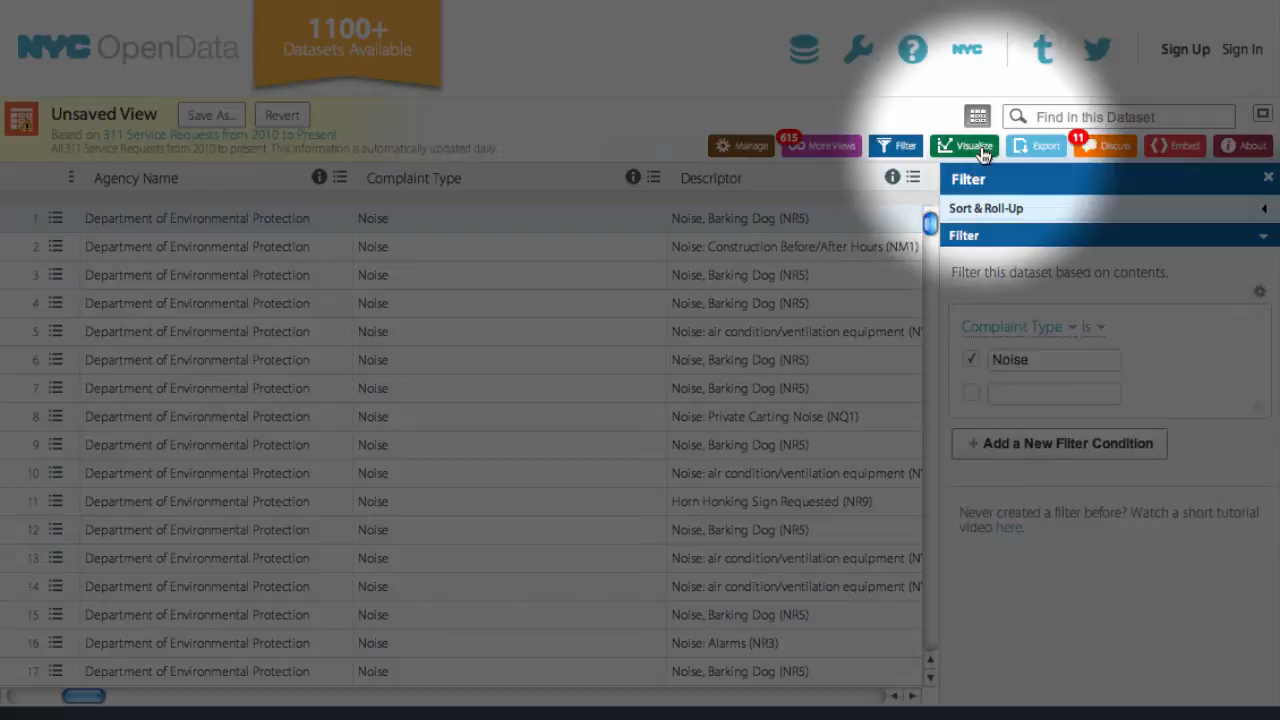 NYC OpenData
1100+
Datasets Available
NYC
Sign Up Sign In
Unsaved View Save As... Revert
Based on 311 Service Requests from 2010 to Present
All 311 Service Requests from 2010 to present. This information is automatically updated daily.
Find in this Dataset
Manage 615 More Views Filter Visualize Export 11 Discuss Embed About
Agency Name Complaint Type Descriptor
1 Department of Environmental Protection Noise Noise, Barking Dog (NR5)
2 Department of Environmental Protection Noise Noise: Construction Before/After Hours (NM1)
3 Department of Environmental Protection Noise Noise, Barking Dog (NR5)
4 Department of Environmental Protection Noise Noise, Barking Dog (NR5)
5 Department of Environmental Protection Noise Noise: air condition/ventilation equipment (N
6 Department of Environmental Protection Noise Noise, Barking Dog (NR5)
7 Department of Environmental Protection Noise Noise, Barking Dog (NR5)
8 Department of Environmental Protection Noise Noise: Private Carting Noise (NQ1)
9 Department of Environmental Protection Noise Noise, Barking Dog (NR5)
10 Department of Environmental Protection Noise Noise: air condition/ventilation equipment (N
11 Department of Environmental Protection Noise Horn Honking Sign Requested (NR9)
12 Department of Environmental Protection Noise Noise, Barking Dog (NR5)
13 Department of Environmental Protection Noise Noise: air condition/ventilation equipment (N
14 Department of Environmental Protection Noise Noise: air condition/ventilation equipment (N
15 Department of Environmental Protection Noise Noise, Barking Dog (NR5)
16 Department of Environmental Protection Noise Noise: Alarms (NR3)
17 Department of Environmental Protection Noise Noise, Barking Dog (NR5)
Filter
Sort & Roll-Up
Filter
Filter this dataset based on contents.
Complaint Type is
Noise
+ Add a New Filter Condition
Never created a filter before? Watch a short tutorial
video here.